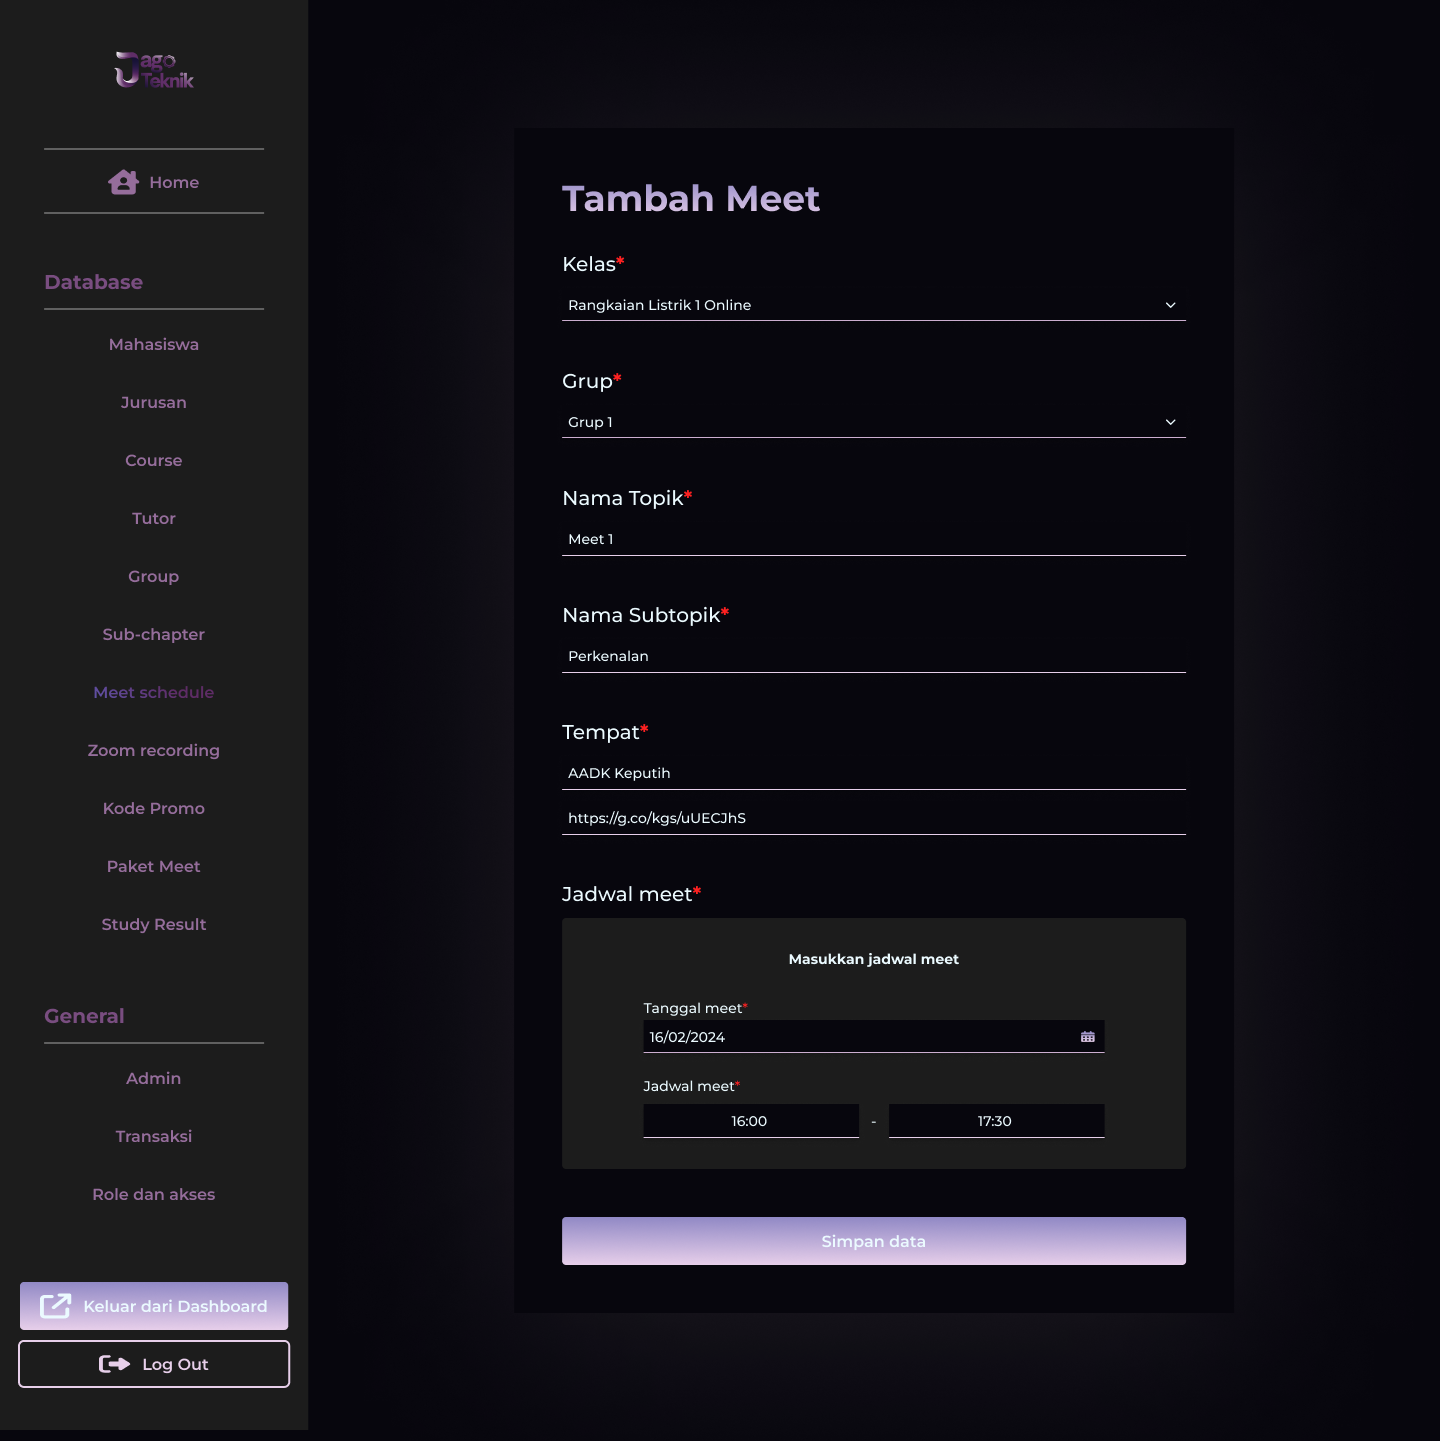 Jago
Teknik
Home
Database
Mahasiswa
Jurusan
Course
Tutor
Group
Sub-chapter
Meet schedule
Zoom recording
Kode Promo
Paket Meet
Study Result
General
Admin
Transaksi
Role dan akses
Keluar dari Dashboard
Log Out
Tambah Meet
Kelas*
Rangkaian Listrik 1 Online
Grup*
Grup 1
Nama Topik*
Meet 1
Nama Subtopik*
Perkenalan
Tempat*
AADK Keputih
https://g.co/kgs/uUECJhS
Jadwal meet*
Masukkan jadwal meet
Tanggal meet*
16/02/2024
Jadwal meet*
16:00 - 17:30
Simpan data